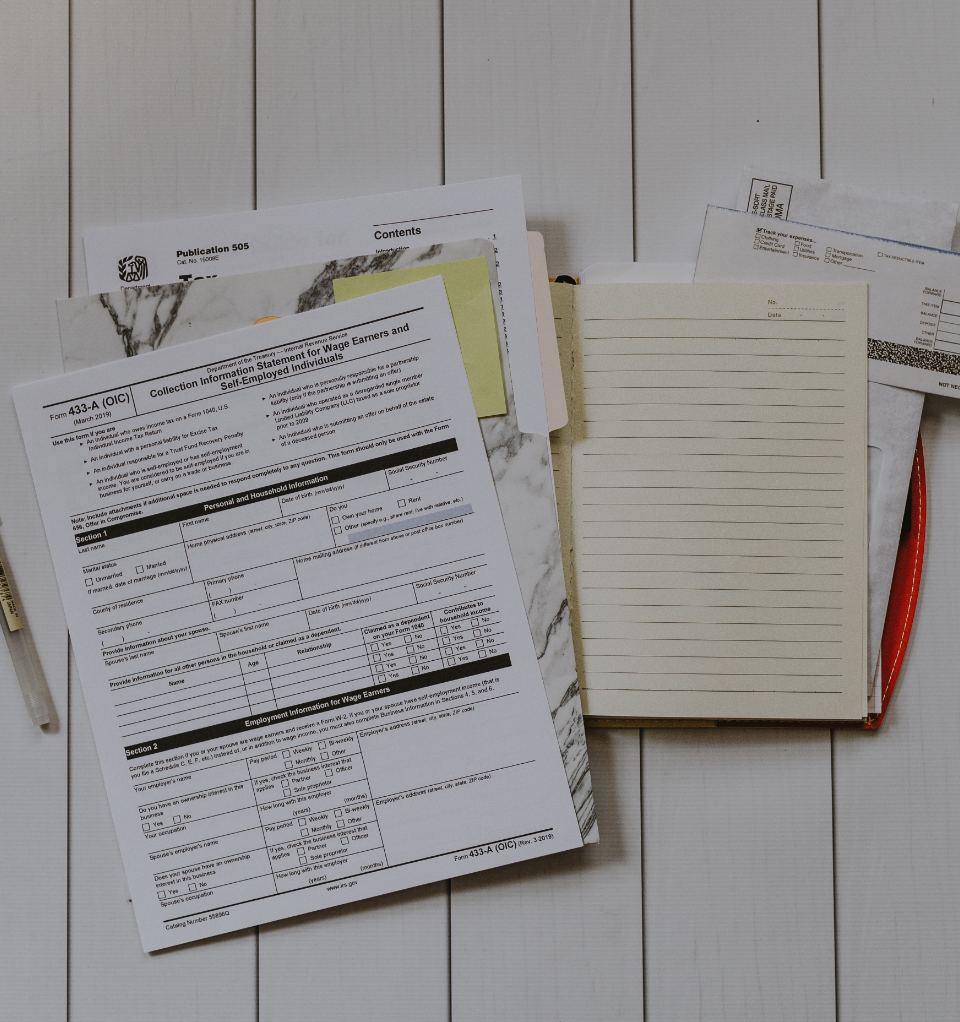 Publication 505
Cat. No. 15008E
Tax
Contents
Introduction
Department
Form 433-A (OIC)
(March 2019)
Department of the Treasury — Internal Revenue Service
Collection Information Statement for Wage Earners and
Self-Employed Individuals
Use this form if you are
► An individual who owes income tax on a Form 1040, U.S.
Individual Income Tax Return
► An individual with a personal liability for Excise Tax
► An individual responsible for a Trust Fund Recovery Penalty
► An individual who is self-employed or has self-employment
income. You are considered to be self-employed if you are in
business for yourself, or carry on a trade or business
► An individual who is personally responsible for a partnership
liability (only if the partnership is submitting an offer)
► An individual who operated as a disregarded single member
Limited Liability Company (LLC) taxed as a sole proprietor
prior to 2009
► An individual who is submitting an offer on behalf of the estate
of a deceased person
Note: Include attachments if additional space is needed to respond completely to any question. This form should only be used with the Form
656, Offer in Compromise.
Section 1 Personal and Household Information
Last name
First name
Date of birth (mm/dd/yyyy)
Social Security Number
- -
Marital status
Unmarried Married
If married, date of marriage (mm/dd/yyyy)
Home physical address (street, city, state, ZIP code)
Do you
Own your home Rent
Other (specify e.g., share rent, live with relative, etc.)
County of residence
Primary phone
( ) -
Home mailing address (if different from above or post office box number)
Secondary phone
( ) -
FAX number
( ) -
Provide information about your spouse.
Spouse's last name
Spouse's first name
Date of birth (mm/dd/yyyy)
Social Security Number
- -
Provide information for all other persons in the household or claimed as a dependent.
Name Age Relationship
Claimed as a dependent
on your Form 1040
Contributes to
household income
Yes No Yes No
Yes No Yes No
Yes No Yes No
Yes No Yes No
Section 2 Employment Information for Wage Earners
Complete this section if you or your spouse are wage earners and receive a Form W-2. If you or your spouse have self-employment income (that is
you file a Schedule C, E, F, etc.) instead of, or in addition to wage income, you must also complete Business Information in Sections 4, 5, and 6.
Your employer's name
Pay period Weekly Bi-weekly
Monthly Other
Employer's address (street, city, state, ZIP code)
Do you have an ownership interest in this
business
Yes No
If yes, check the business interest that
applies Partner Officer
Sole proprietor
Your occupation
How long with this employer
(years) (months)
Spouse's employer's name
Pay period Weekly Bi-weekly
Monthly Other
Employer's address (street, city, state, ZIP code)
Does your spouse have an ownership
interest in this business
Yes No
If yes, check the business interest that
applies Partner Officer
Sole proprietor
Spouse's occupation
How long with this employer
(years) (months)
Catalog Number 55896Q
www.irs.gov
Form 433-A (OIC) (Rev. 3-2019)
No.
Date . .
CLASS MAIL
STAGE PAID
Track your expenses...
Clothing
Credit Card
Entertainment
Food
Utilities
Insurance
Transportation
Mortgage
Other
TAX DEDUCTIBLE ITEM
BALANCE
FORWARD
THIS ITEM
BALANCE
DEPOSIT
OTHER
BALANCE
FORWARD